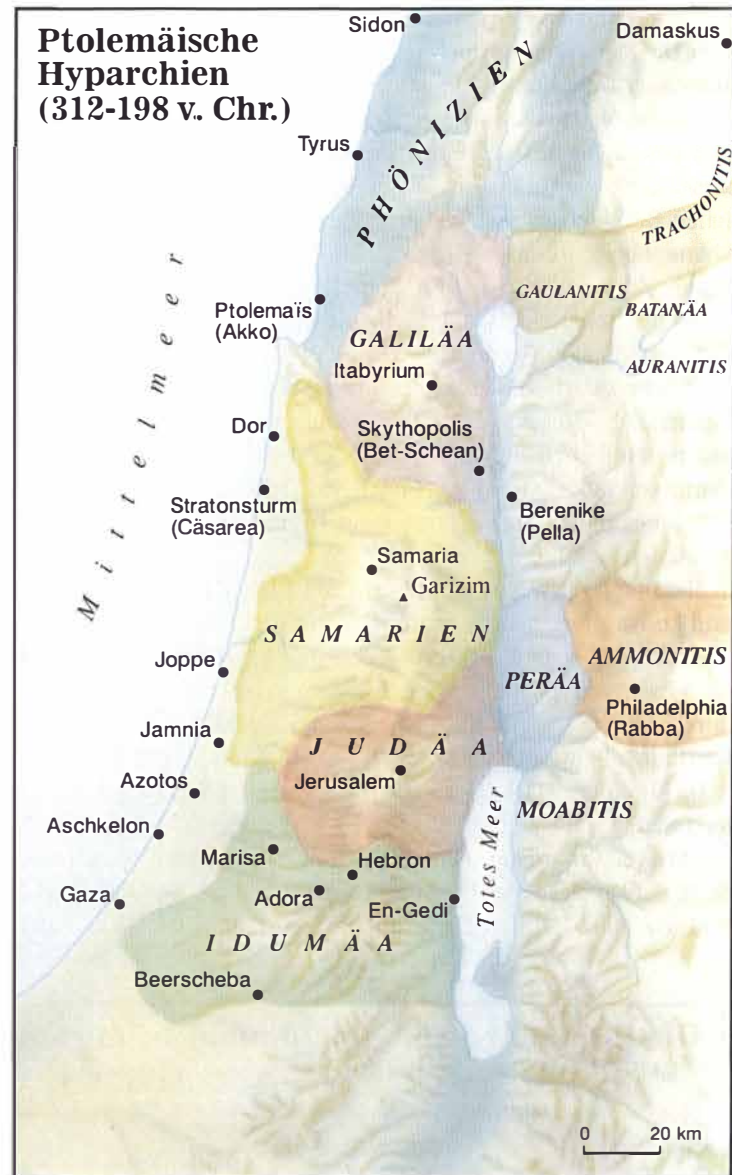 Ptolemäische
Hyparchien
(312-198 v. Chr.)
Sidon
Damaskus
Tyrus
PHÖNIZIEN
TRACHONITIS
Mittelmeer
Ptolemaïs
(Akko)
GAULANITIS
BATANÄA
GALILÄA
AURANITIS
Itabyrium
Dor
Skythopolis
(Bet-Schean)
Stratonsturm
(Cäsarea)
Berenike
(Pella)
Samaria
Garizim
SAMARIEN
Joppe
PERÄA
AMMONITIS
Philadelphia
(Rabba)
Jamnia
JUDÄA
Jerusalem
Azotos
MOABITIS
Totes Meer
Aschkelon
Marisa
Hebron
Gaza
Adora
En-Gedi
IDUMÄA
Beerscheba
0 20 km